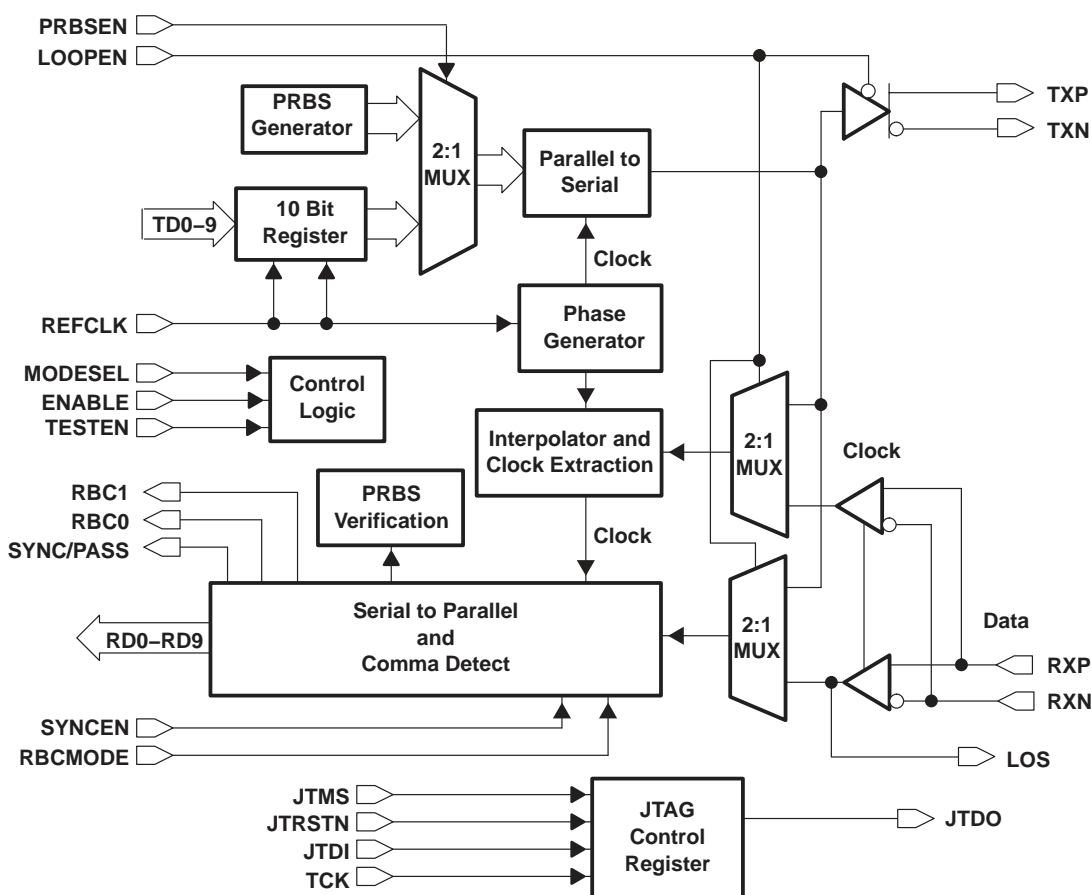 PRBSEN
LOOPEN
PRBS
Generator
2:1
MUX
Parallel to
Serial
TXP
TXN
TD0–9
10 Bit
Register
Clock
REFCLK
Phase
Generator
MODESEL
ENABLE
TESTEN
Control
Logic
Interpolator and
Clock Extraction
2:1
MUX
Clock
RBC1
RBC0
SYNC/PASS
PRBS
Verification
Clock
RD0–RD9
Serial to Parallel
and
Comma Detect
2:1
MUX
Data
RXP
RXN
SYNCEN
RBCMODE
LOS
JTMS
JTRSTN
JTDI
TCK
JTAG
Control
Register
JTDO